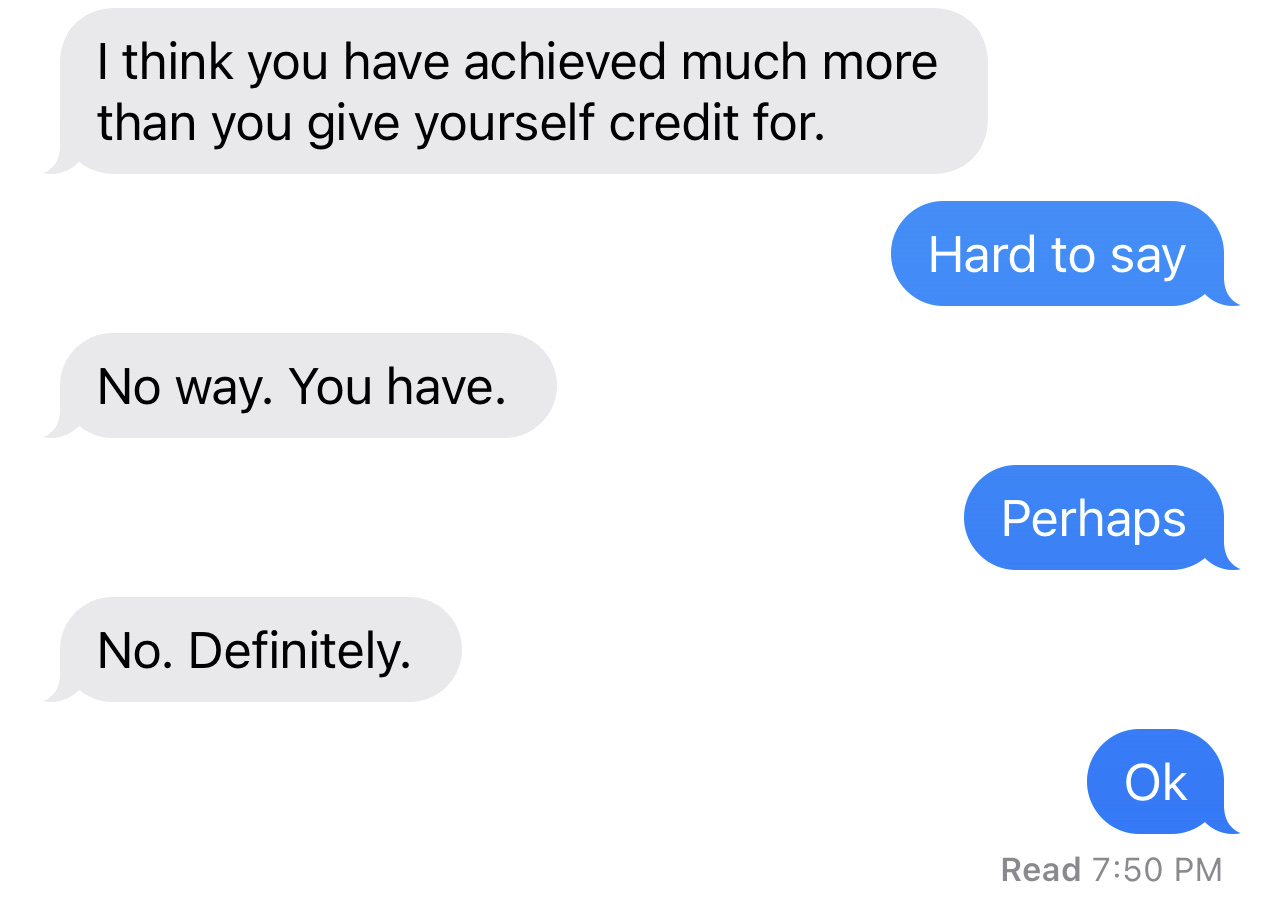 I think you have achieved much more
than you give yourself credit for.
Hard to say
No way. You have.
Perhaps
No. Definitely.
Ok
Read 7:50 PM